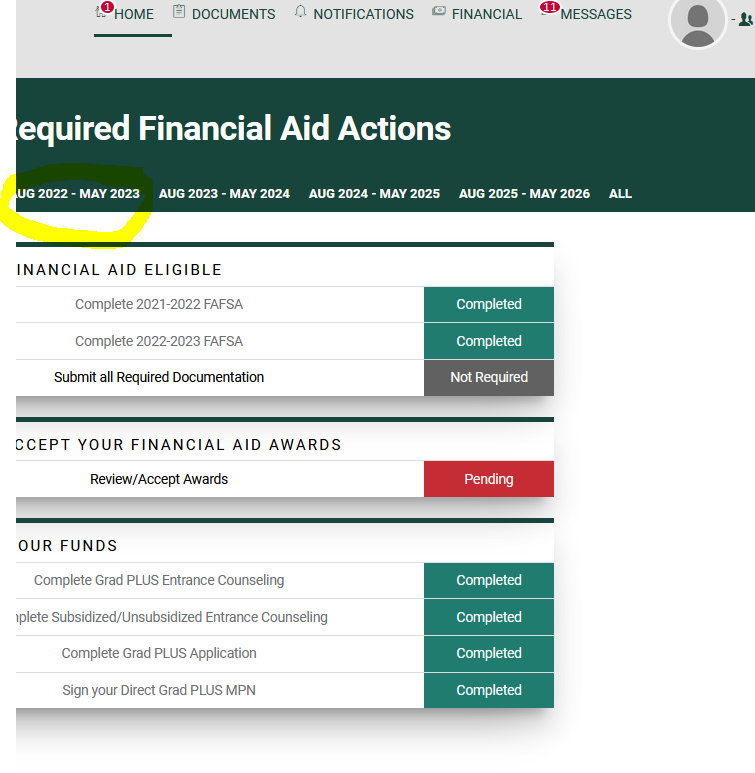 1 HOME DOCUMENTS NOTIFICATIONS FINANCIAL 11 MESSAGES
equired Financial Aid Actions
AUG 2022 - MAY 2023 AUG 2023 - MAY 2024 AUG 2024 - MAY 2025 AUG 2025 - MAY 2026 ALL
INANCIAL AID ELIGIBLE
Complete 2021-2022 FAFSA Completed
Complete 2022-2023 FAFSA Completed
Submit all Required Documentation Not Required
CCEPT YOUR FINANCIAL AID AWARDS
Review/Accept Awards Pending
OUR FUNDS
Complete Grad PLUS Entrance Counseling Completed
plete Subsidized/Unsubsidized Entrance Counseling Completed
Complete Grad PLUS Application Completed
Sign your Direct Grad PLUS MPN Completed